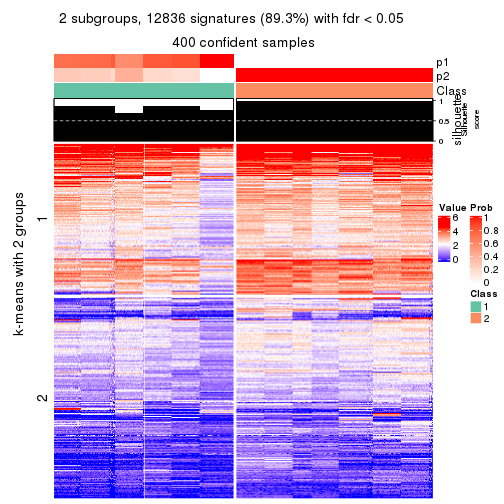 2 subgroups, 12836 signatures (89.3%) with fdr < 0.05
400 confident samples
p1
p2
Class
1
0.5
0
silhouette
Silhouette
score
k-means with 2 groups
1
2
Value
6
4
2
0
Prob
1
0.8
0.6
0.4
0.2
0
Class
1
2